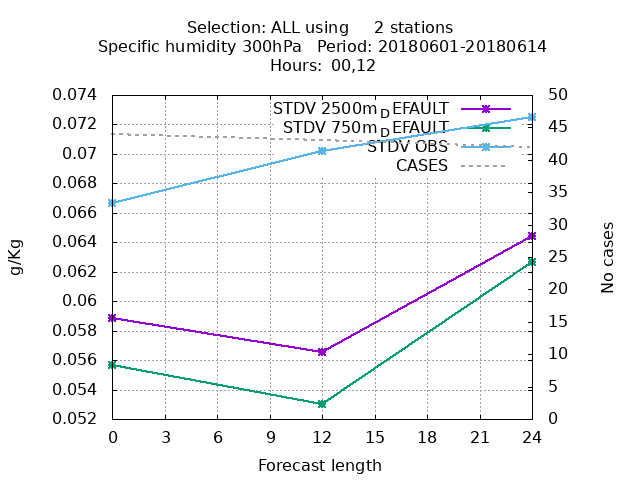 Selection: ALL using 2 stations
Specific humidity 300hPa Period: 20180601-20180614
Hours: 00,12
STDV 2500m_DEFAULT
STDV 750m_DEFAULT
STDV OBS
CASES
g/Kg
0.074
0.072
0.07
0.068
0.066
0.064
0.062
0.06
0.058
0.056
0.054
0.052
50
45
40
35
30
25
20
15
10
5
0
No cases
0 3 6 9 12 15 18 21 24
Forecast length